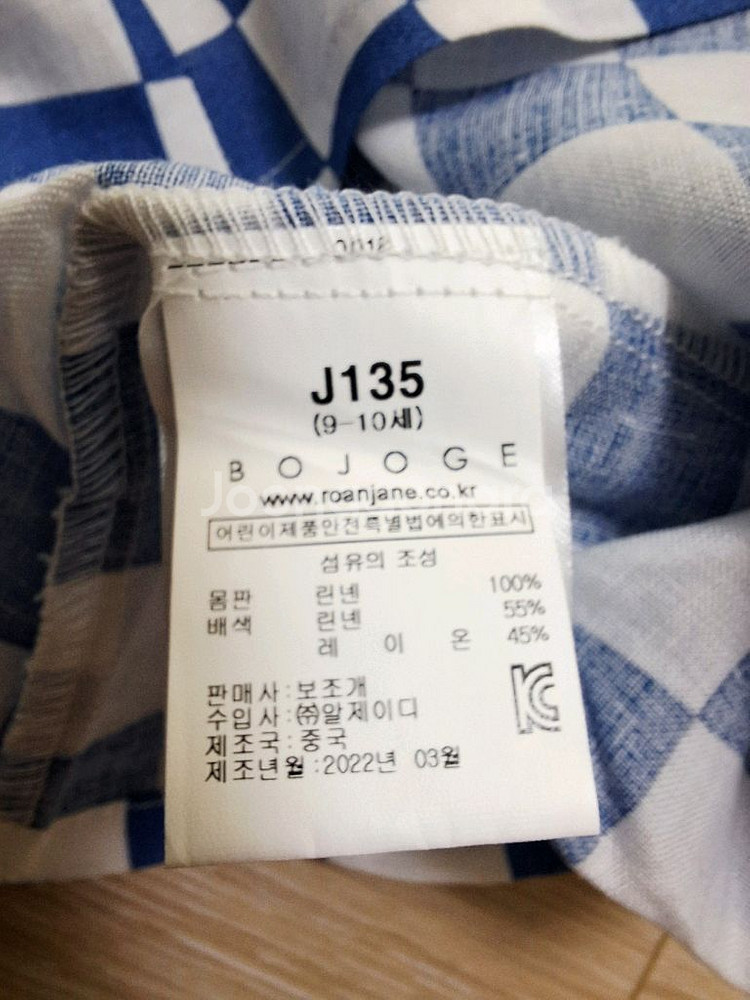 J135
(9-10세)
BOJOGE
www.roanjane.co.kr
어린이제품안전특별법에의한표시
섬유의 조성
몸판 린넨 100%
배색 린넨 55%
레 이 온 45%
판매사:보조개
수입사:㈜알제이디
제조국:중국
제조년월:2022년 03월